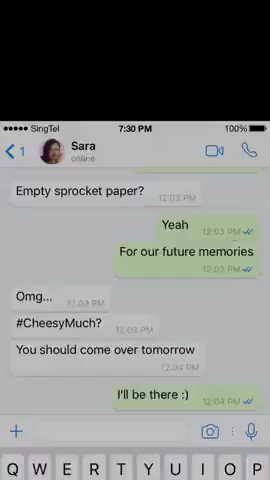 SingTel 7:30 PM 100%
1 Sara
online
Empty sprocket paper?
12:03 PM
Yeah
12:03 PM
For our future memories
12:03 PM
Omg...
12:03 PM
#CheesyMuch?
12:03 PM
You should come over tomorrow
12:04 PM
I'll be there :)
12:04 PM
Q W E R T Y U I O P